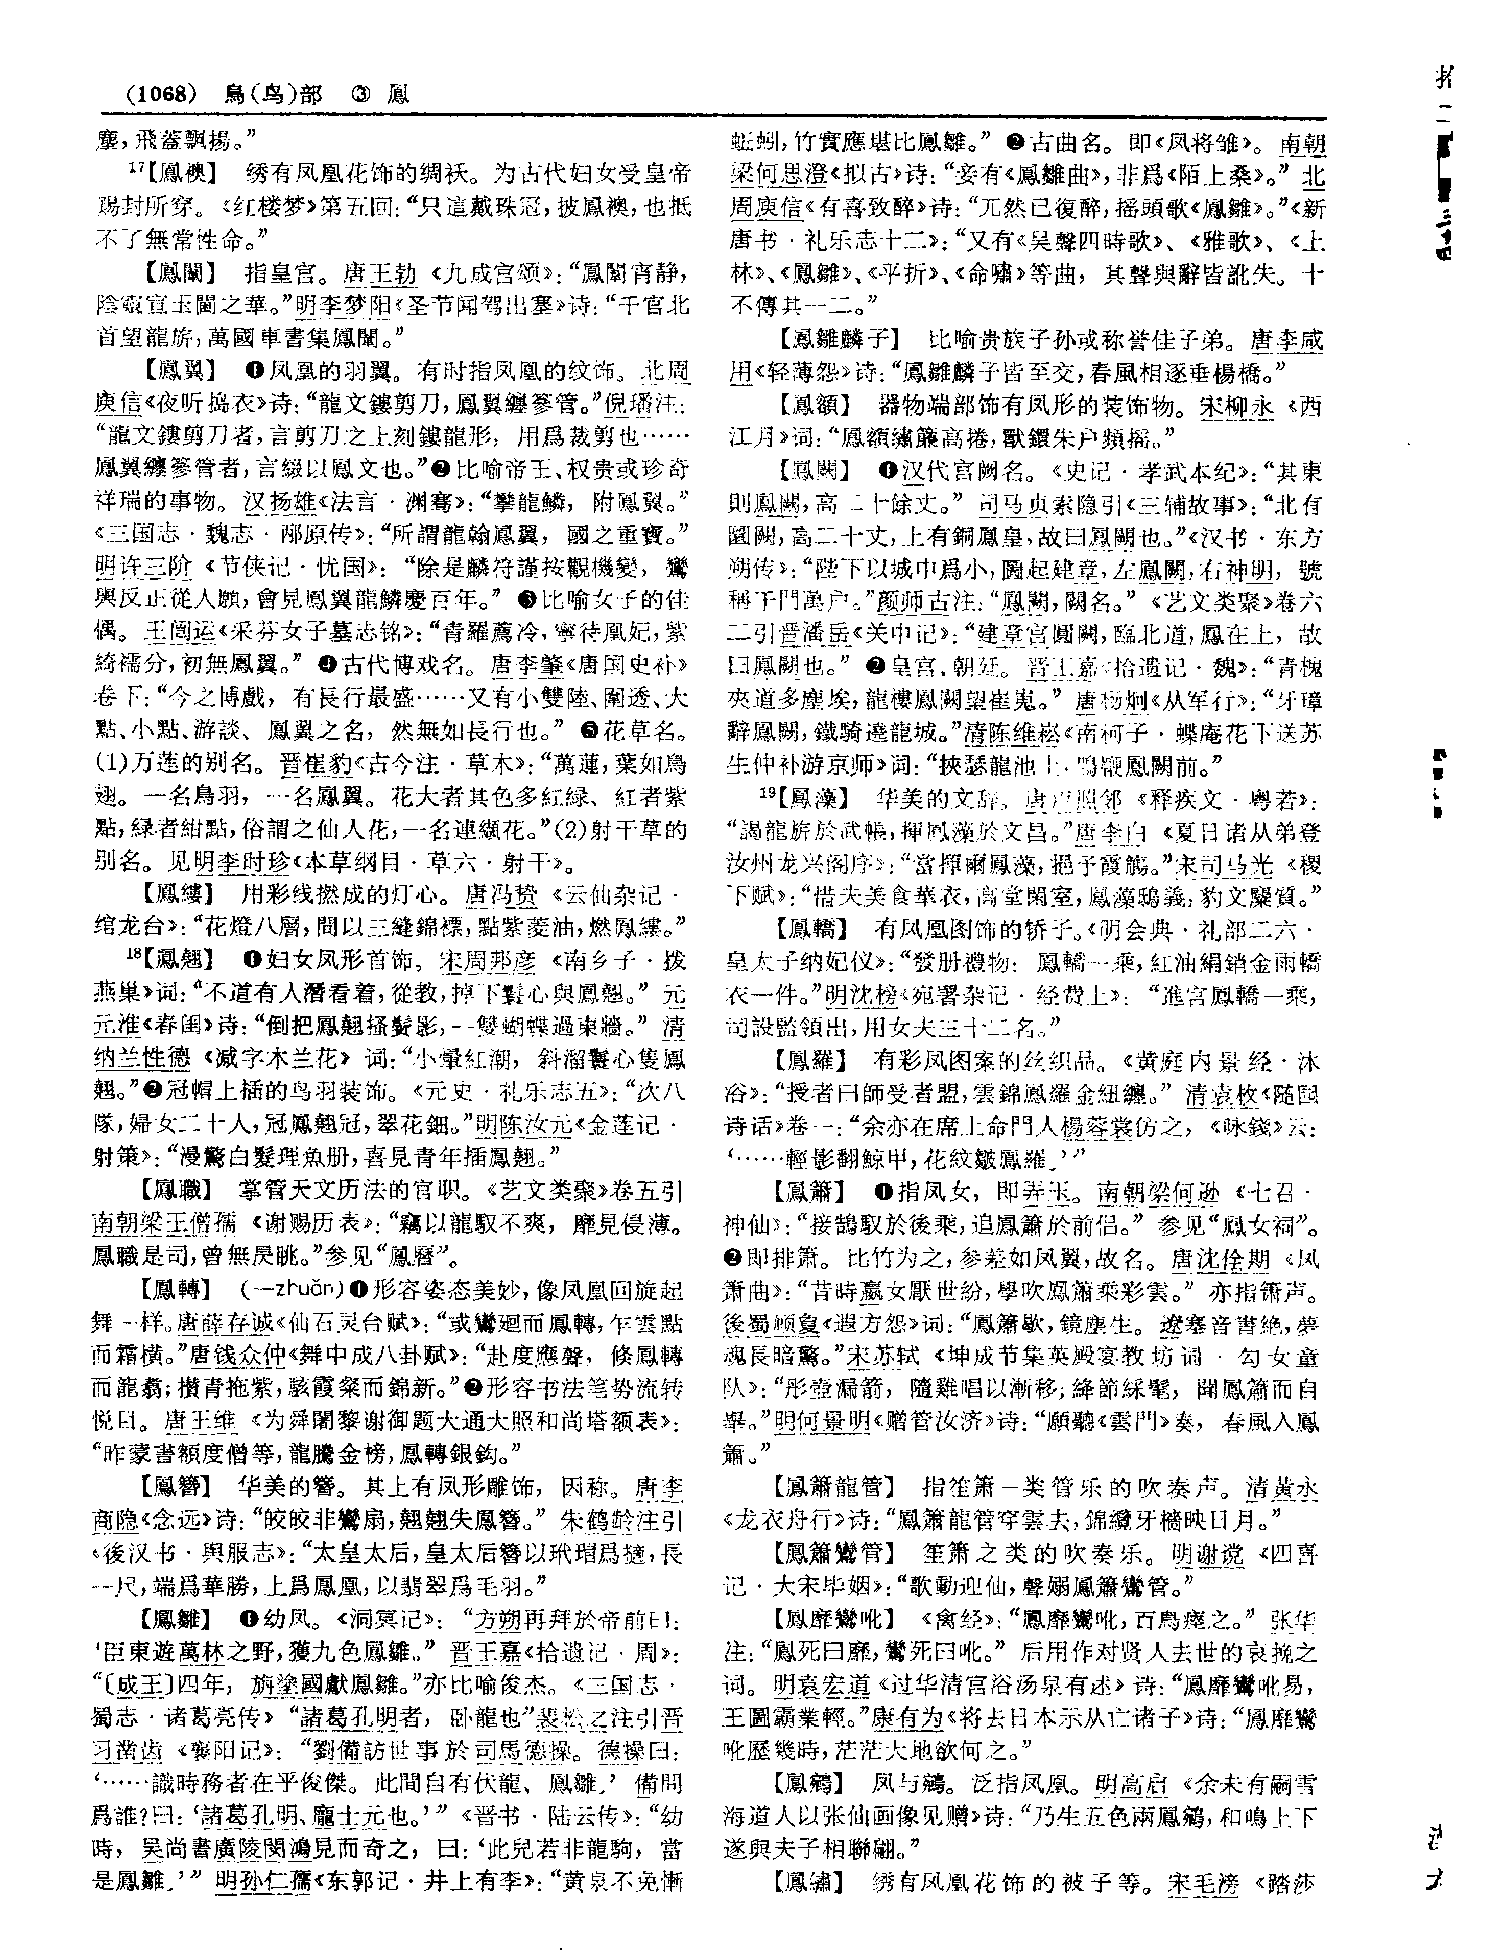 (1068) 鳥(鸟)部 ③ 鳳
塵，飛蓋飄揚。”
17【鳳襖】 绣有凤凰花饰的绸袄。为古代妇女受皇帝
赐封所穿。《红楼梦》第五回：“只這戴珠冠，披鳳襖，也抵
不了無常性命。”
【鳳闈】 指皇宫。唐王勃《九成宫颂》：“鳳闈宵静，
陰靈宣玉闈之華。”明李梦阳《圣节闻驾出塞》诗：“千官北
首望龍旂，萬國車書集鳳闈。”
【鳳翼】 ❶凤凰的羽翼。有时指凤凰的纹饰。北周
庾信《夜听捣衣》诗：“龍文鏤剪刀，鳳翼纏篸管。”倪璠注：
“龍文鏤剪刀者，言剪刀之上刻鏤龍形，用爲裁剪也……
鳳翼纏篸管者，言綴以鳳文也。”❷比喻帝王、权贵或珍奇
祥瑞的事物。汉扬雄《法言·渊骞》：“攀龍鱗，附鳳翼。”
《三国志·魏志·邴原传》：“所謂龍翰鳳翼，國之重寶。”
明许三阶《节侠记·忧国》：“除是麟符謹按觀機變，鸞
輿反正從人願，會見鳳翼龍鱗慶百年。”❸比喻女子的佳
偶。王闿运《采芬女子墓志铭》：“青羅薦冷，寧待凰妃，紫
綺襦分，初無鳳翼。”❹古代博戏名。唐李肇《唐国史补》
卷下：“今之博戲，有長行最盛……又有小雙陸、圍透、大
點、小點、游談、鳳翼之名，然無如長行也。”❺花草名。
(1)万莲的别名。晋崔豹《古今注·草木》：“萬蓮，葉如鳥
翅。一名鳥羽，一名鳳翼。花大者其色多紅緑、紅者紫
點，緑者紺點，俗謂之仙人花，一名連纈花。”(2)射干草的
别名。见明李时珍《本草纲目·草六·射干》。
【鳳縷】 用彩线撚成的灯心。唐冯贽《云仙杂记·
绾龙台》：“花燈八層，間以三縫錦褾，點紫菱油，燃鳳縷。”
18【鳳翹】 ❶妇女凤形首饰。宋周邦彦《南乡子·拨
燕巢》词：“不道有人潛看着，從教，掉下鬟心與鳳翹。”元
元淮《春闺》诗：“倒把鳳翹搔鬢影，一雙蝴蝶過東牆。”清
纳兰性德《减字木兰花》词：“小暈紅潮，斜溜鬟心隻鳳
翹。”❷冠帽上插的鸟羽装饰。《元史·礼乐志五》：“次八
隊，婦女二十人，冠鳳翹冠，翠花鈿。”明陈汝元《金莲记·
射策》：“漫驚白髮理魚册，喜見青年插鳳翹。”
【鳳職】 掌管天文历法的官职。《艺文类聚》卷五引
南朝梁王僧孺《谢赐历表》：“竊以龍馭不爽，靡見侵薄。
鳳職是司，曾無昃朓。”参见“鳳曆”。
【鳳轉】 (—zhuǎn)❶形容姿态美妙，像凤凰回旋起
舞一样。唐薛存诚《仙石灵台赋》：“或鸞迴而鳳轉，乍雲點
而霜横。”唐钱众仲《舞中成八卦赋》：“赴度應聲，倏鳳轉
而龍翥；攢青拖紫，駭霞粲而錦新。”❷形容书法笔势流转
悦目。唐王维《为舜闍黎谢御题大通大照和尚塔额表》：
“昨蒙書額度僧等，龍騰金榜，鳳轉銀鈎。”
【鳳簪】 华美的簪。其上有凤形雕饰，因称。唐李
商隐《念远》诗：“皎皎非鸞扇，翹翹失鳳簪。”朱鹤龄注引
《後汉书·舆服志》：“太皇太后，皇太后簪以玳瑁爲擿，長
一尺，端爲華勝，上爲鳳凰，以翡翠爲毛羽。”
【鳳雛】 ❶幼凤。《洞冥记》：“方朔再拜於帝前曰：
‘臣東遊萬林之野，獲九色鳳雛。”晋王嘉《拾遗记·周》：
“〔成王〕四年，旃塗國獻鳳雛。”亦比喻俊杰。《三国志·
蜀志·诸葛亮传》“諸葛孔明者，卧龍也”裴松之注引晋
习凿齿《襄阳记》：“劉備訪世事於司馬德操。德操曰：
‘……識時務者在乎俊傑。此間自有伏龍、鳳雛。’備問
爲誰？曰：‘諸葛孔明、龐士元也。’”《晋书·陆云传》：“幼
時，吴尚書廣陵閔鴻見而奇之，曰：‘此兒若非龍駒，當
是鳳雛。’”明孙仁孺《东郭记·井上有李》：“黄泉不免慚
蚯蚓，竹實應堪比鳳雛。”❷古曲名。即《凤将雏》。南朝
梁何思澄《拟古》诗：“妾有《鳳雛曲》，非爲《陌上桑》。”北
周庾信《有喜致醉》诗：“兀然已復醉，摇頭歌《鳳雛》。”《新
唐书·礼乐志十二》：“又有《吴聲四時歌》、《雅歌》、《上
林》、《鳳雛》、《平折》、《命嘯》等曲，其聲與辭皆訛失。十
不傳其一二。”
【鳳雛麟子】 比喻贵族子孙或称誉佳子弟。唐李咸
用《轻薄怨》诗：“鳳雛麟子皆至交，春風相逐垂楊橋。”
【鳳額】 器物端部饰有凤形的装饰物。宋柳永《西
江月》词：“鳳額繡簾高捲，獸鐶朱户頻摇。”
【鳳闕】 ❶汉代宫阙名。《史记·孝武本纪》：“其東
則鳳闕，高二十餘丈。”司马贞索隐引《三辅故事》：“北有
圜闕，高二十丈，上有銅鳳皇，故曰鳳闕也。”《汉书·东方
朔传》：“陛下以城中爲小，圖起建章，左鳳闕，右神明，號
稱千門萬户。”颜师古注：“鳳闕，闕名。”《艺文类聚》卷六
二引晋潘岳《关中记》：“建章宫圜闕，臨北道，鳳在上，故
曰鳳闕也。”❷皇宫、朝廷。晋王嘉《拾遗记·魏》：“青槐
夾道多塵埃，龍樓鳳闕望崔嵬。”唐杨炯《从军行》：“牙璋
辭鳳闕，鐵騎遶龍城。”清陈维崧《南柯子·蝶庵花下送苏
生仲补游京师》词：“挾瑟龍池上，鳴鞭鳳闕前。”
19【鳳藻】 华美的文辞。唐卢照邻《释疾文·粤若》：
“謁龍旂於武帳，揮鳳藻於文昌。”唐李白《夏日诸从弟登
汝州龙兴阁序》：“當揮爾鳳藻，挹予霞觴。”宋司马光《稷
下赋》：“借夫美食華衣，高堂閑室，鳳藻鴟義，豹文麋質。”
【鳳轎】 有凤凰图饰的轿子。《明会典·礼部二六·
皇太子纳妃仪》：“發册禮物：鳳轎一乘，紅油絹銷金雨轎
衣一件。”明沈榜《宛署杂记·经费上》：“進宫鳳轎一乘，
司設監領出，用女夫三十二名。”
【鳳羅】 有彩凤图案的丝织品。《黄庭内景经·沐
浴》：“授者曰師受者盟，雲錦鳳羅金紐纏。”清袁枚《随园
诗话》卷一：“余亦在席上命門人楊蓉裳仿之，《咏錢》云：
‘……輕影翻鯨甲，花紋皺鳳羅。’”
【鳳簫】 ❶指凤女，即弄玉。南朝梁何逊《七召·
神仙》：“接鵠馭於後乘，追鳳簫於前侣。”参见“鳳女祠”。
❷即排箫。比竹为之，参差如凤翼，故名。唐沈佺期《凤
箫曲》：“昔時嬴女厭世紛，學吹鳳簫乘彩雲。”亦指箫声。
後蜀顾敻《遐方怨》词：“鳳簫歇，鏡塵生。遼塞音書絶，夢
魂長暗驚。”宋苏轼《坤成节集英殿宴教坊词·勾女童
队》：“彤壺漏箭，隨雞唱以漸移；絳節綵髦，聞鳳簫而自
舉。”明何景明《赠管汝济》诗：“願聽《雲門》奏，春風入鳳
簫。”
【鳳簫龍管】 指笙箫一类管乐的吹奏声。清黄永
《龙衣舟行》诗：“鳳簫龍管穿雲去，錦纜牙檣映日月。”
【鳳簫鸞管】 笙箫之类的吹奏乐。明谢谠《四喜
记·大宋毕姻》：“歌動迎仙，聲溺鳳簫鸞管。”
【鳳靡鸞吪】 《禽经》：“鳳靡鸞吪，百鳥瘞之。”张华
注：“鳳死曰靡，鸞死曰吪。”后用作对贤人去世的哀挽之
词。明袁宏道《过华清宫浴汤泉有述》诗：“鳳靡鸞吪易，
王圖霸業輕。”康有为《将去日本示从亡诸子》诗：“鳳靡鸞
吪歷幾時，茫茫大地欲何之。”
【鳳鵷】 凤与鵷。泛指凤凰。明高启《余未有嗣雪
海道人以张仙画像见赠》诗：“乃生五色兩鳳鵷，和鳴上下
遂與夫子相聯翩。”
【鳳繡】 绣有凤凰花饰的被子等。宋毛滂《踏莎